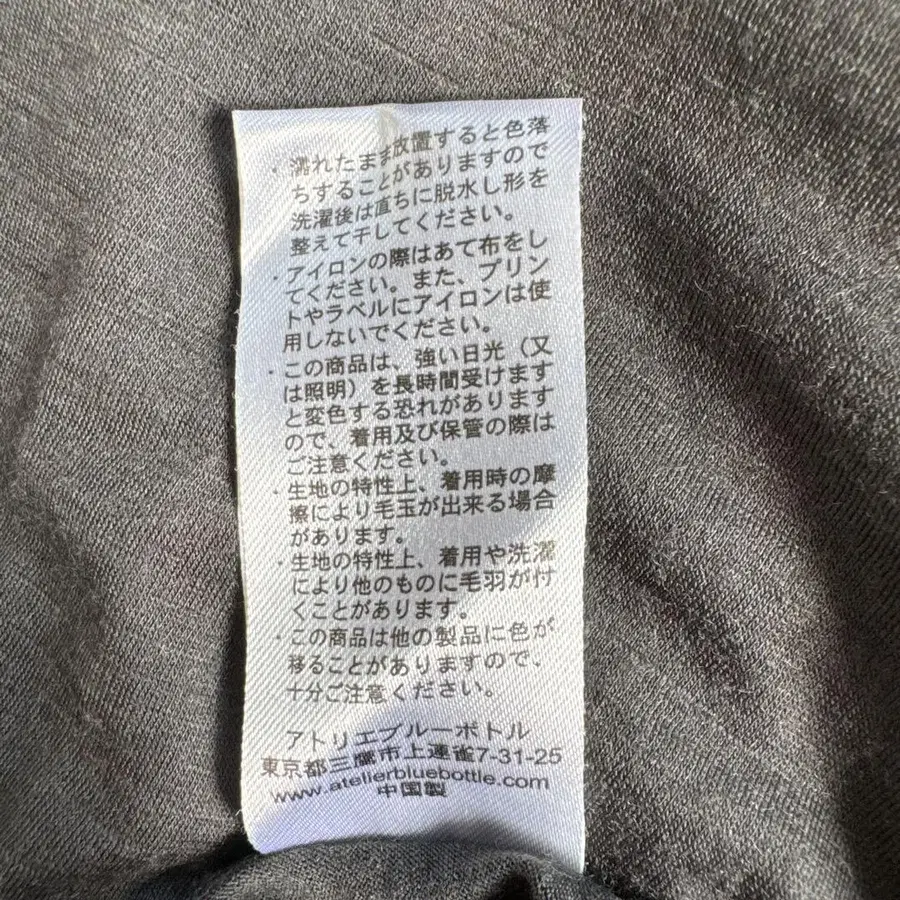 ・濡れたまま放置すると色落
ちすることがありますので
洗濯後は直ちに脱水し形を
整えて干してください。
・アイロンの際はあて布をし
てください。また、プリン
トやラベルにアイロンは使
用しないでください。
・この商品は、強い日光（又
は照明）を長時間受けます
と変色する恐れがあります
ので、着用及び保管の際は
ご注意ください。
・生地の特性上、着用時の摩
擦により毛玉が出来る場合
があります。
・生地の特性上、着用や洗濯
により他のものに毛羽が付
くことがあります。
・この商品は他の製品に色が
移ることがありますので、
十分ご注意ください。
アトリエブルーボトル
東京都三鷹市上連雀7-31-25
www.atelierbluebottle.com
中国製